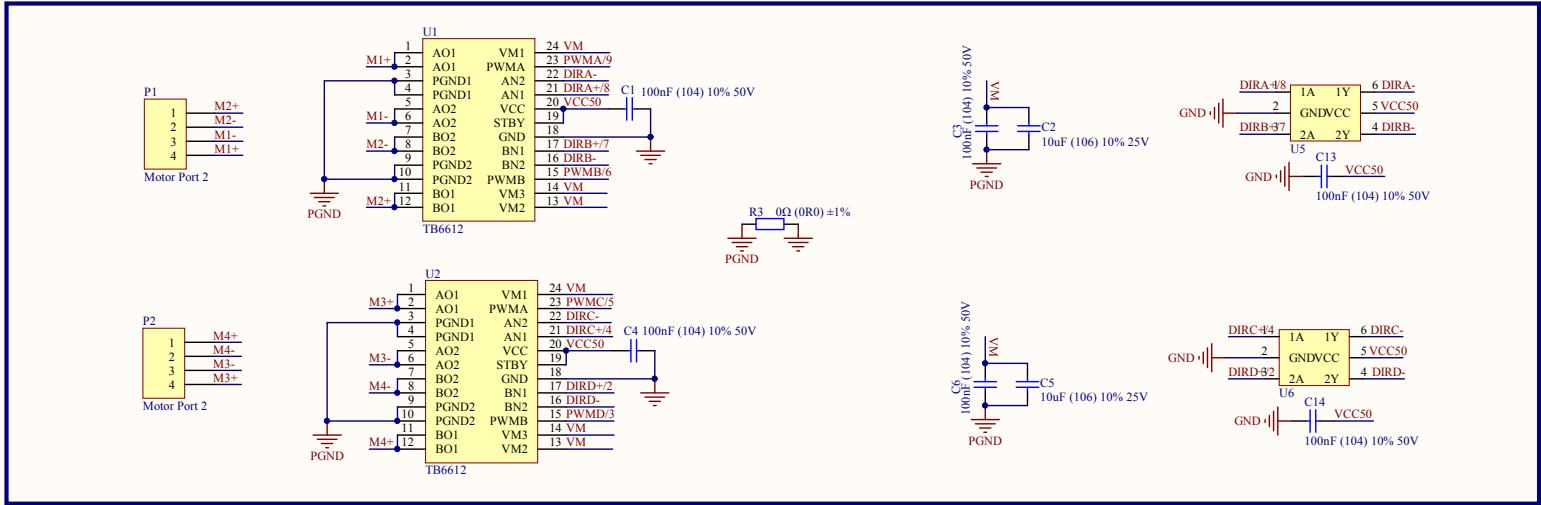 U1
1 AO1 VM1 24 VM
M1+ 2 AO1 PWMA 23 PWMA/9
3 PGND1 AN2 22 DIRA-
4 PGND1 AN1 21 DIRA+/8
5 AO2 VCC 20 VCC50
M1- 6 AO2 STBY 19
7 BO2 GND 18
M2- 8 BO2 BN1 17 DIRB+/7
9 PGND2 BN2 16 DIRB-
10 PGND2 PWMB 15 PWMB/6
11 BO1 VM3 14 VM
M2+ 12 BO1 VM2 13 VM
TB6612
PGND
C1 100nF (104) 10% 50V
P1
1 M2+
2 M2-
3 M1-
4 M1+
Motor Port 2
R3 0Ω (0R0) ±1%
PGND
VM
C3
100nF (104) 10% 50V
C2
10uF (106) 10% 25V
PGND
DIRA+/8 1A 1Y 6 DIRA-
GND 2 GND VCC 5 VCC50
DIRB+/7 3 2A 2Y 4 DIRB-
U5
C13
GND VCC50
100nF (104) 10% 50V
U2
1 AO1 VM1 24 VM
M3+ 2 AO1 PWMA 23 PWMC/5
3 PGND1 AN2 22 DIRC-
4 PGND1 AN1 21 DIRC+/4
5 AO2 VCC 20 VCC50
M3- 6 AO2 STBY 19
7 BO2 GND 18
M4- 8 BO2 BN1 17 DIRD+/2
9 PGND2 BN2 16 DIRD-
10 PGND2 PWMB 15 PWMD/3
11 BO1 VM3 14 VM
M4+ 12 BO1 VM2 13 VM
TB6612
PGND
C4 100nF (104) 10% 50V
P2
1 M4+
2 M4-
3 M3-
4 M3+
Motor Port 2
VM
C6
100nF (104) 10% 50V
C5
10uF (106) 10% 25V
PGND
DIRC+/4 1A 1Y 6 DIRC-
GND 2 GND VCC 5 VCC50
DIRD+/2 3 2A 2Y 4 DIRD-
U6
C14
GND VCC50
100nF (104) 10% 50V